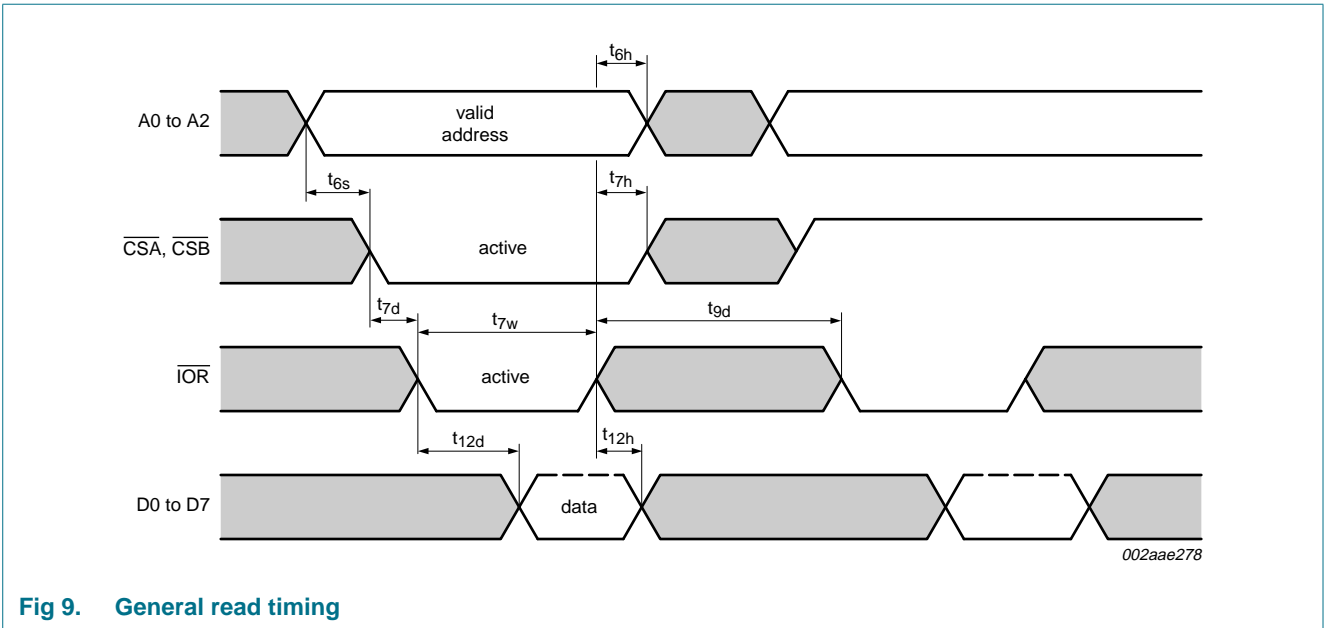 t6h
A0 to A2
valid
address
t6s
t7h
CSA, CSB
active
t7d
t7w
t9d
IOR
active
t12d
t12h
D0 to D7
data
002aae278
Fig 9. General read timing